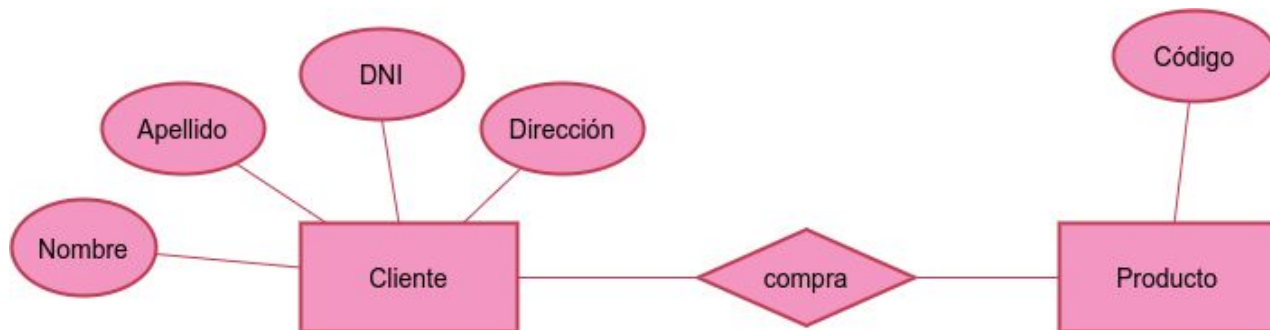 DNI
Código
Apellido
Dirección
Nombre
Cliente
compra
Producto